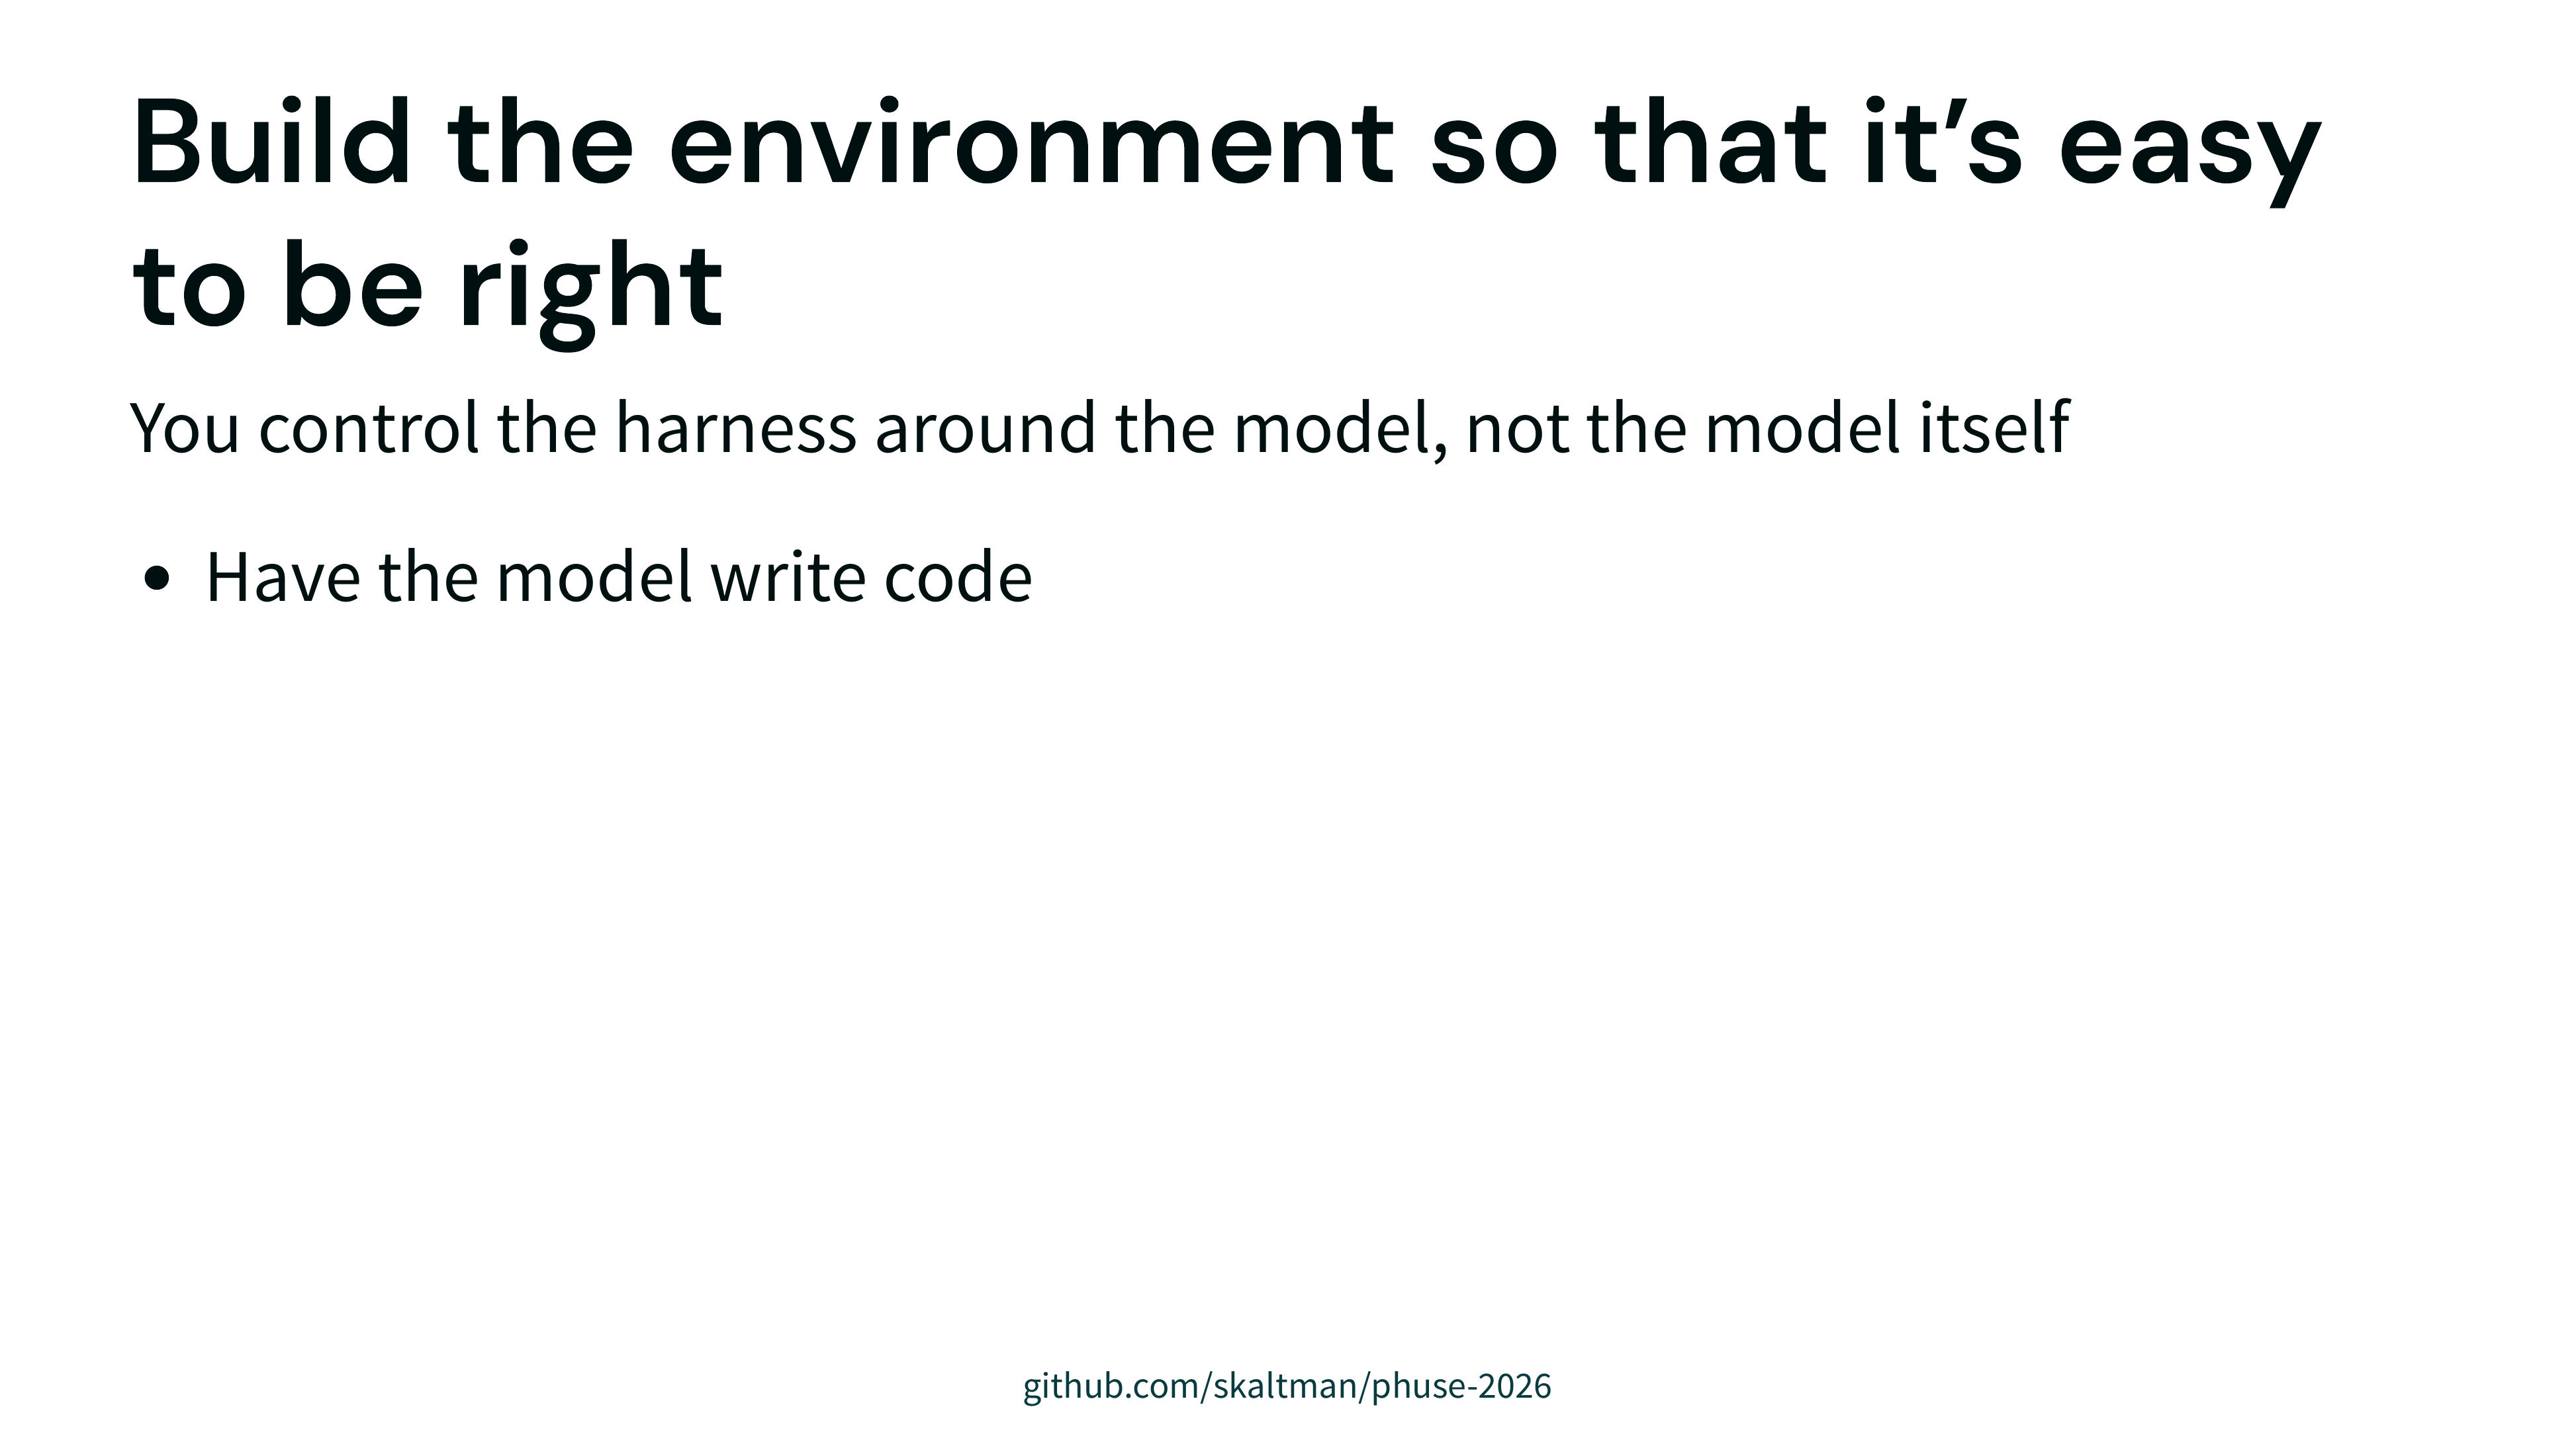 Build the environment so that it’s easy
to be right
You control the harness around the model, not the model itself
• Have the model write code
github.com/skaltman/phuse-2026